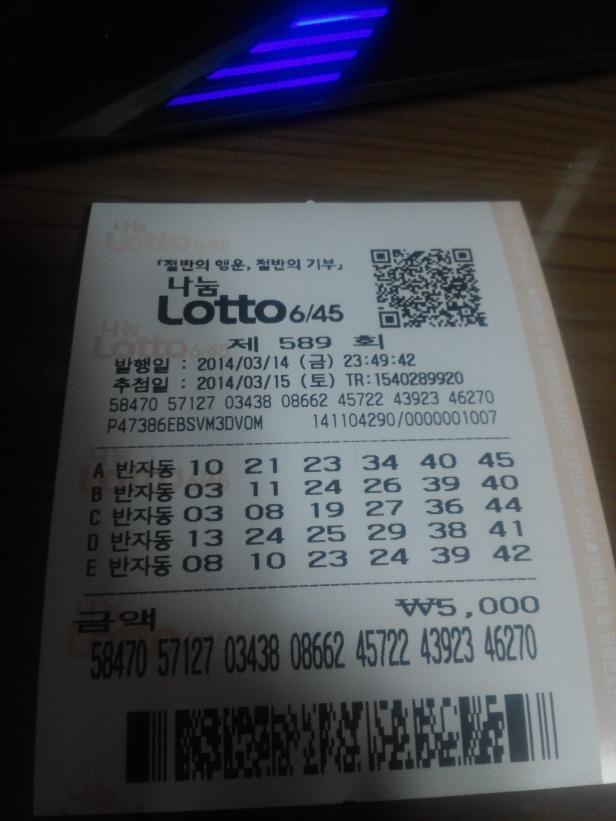 나눔
Lotto 6/45
「절반의 행운, 절반의 기부」
나눔
Lotto 6/45
제 589 회
발행일 : 2014/03/14 (금) 23:49:42
추첨일 : 2014/03/15 (토) TR:1540289920
58470 57127 03438 08662 45722 43923 46270
P47386EBSVM3DVOM 141104290/0000001007
A 반자동 10 21 23 34 40 45
B 반자동 03 11 24 26 39 40
C 반자동 03 08 19 27 36 44
D 반자동 13 24 25 29 38 41
E 반자동 08 10 23 24 39 42
금액 ₩5,000
58470 57127 03438 08662 45722 43923 46270